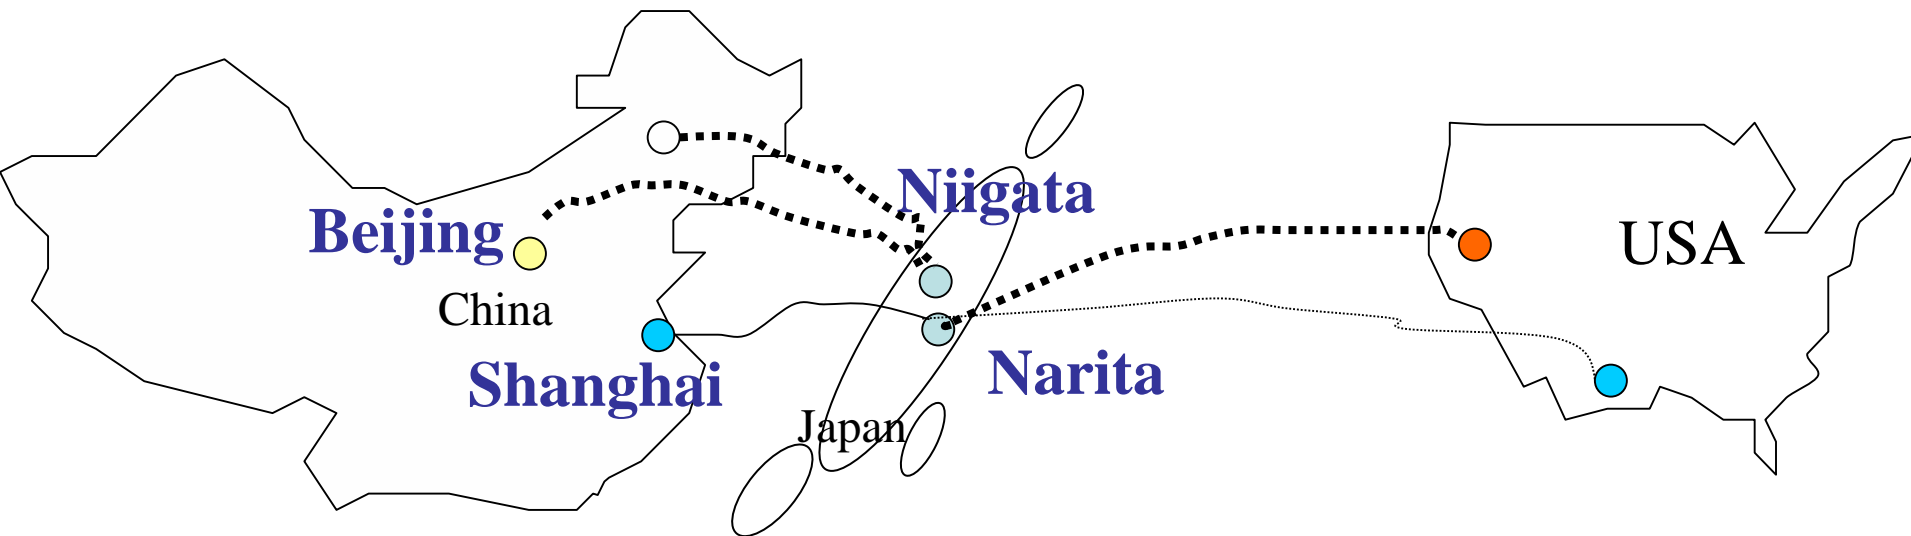 Niigata
Beijing
USA
China
Narita
Shanghai
Japan